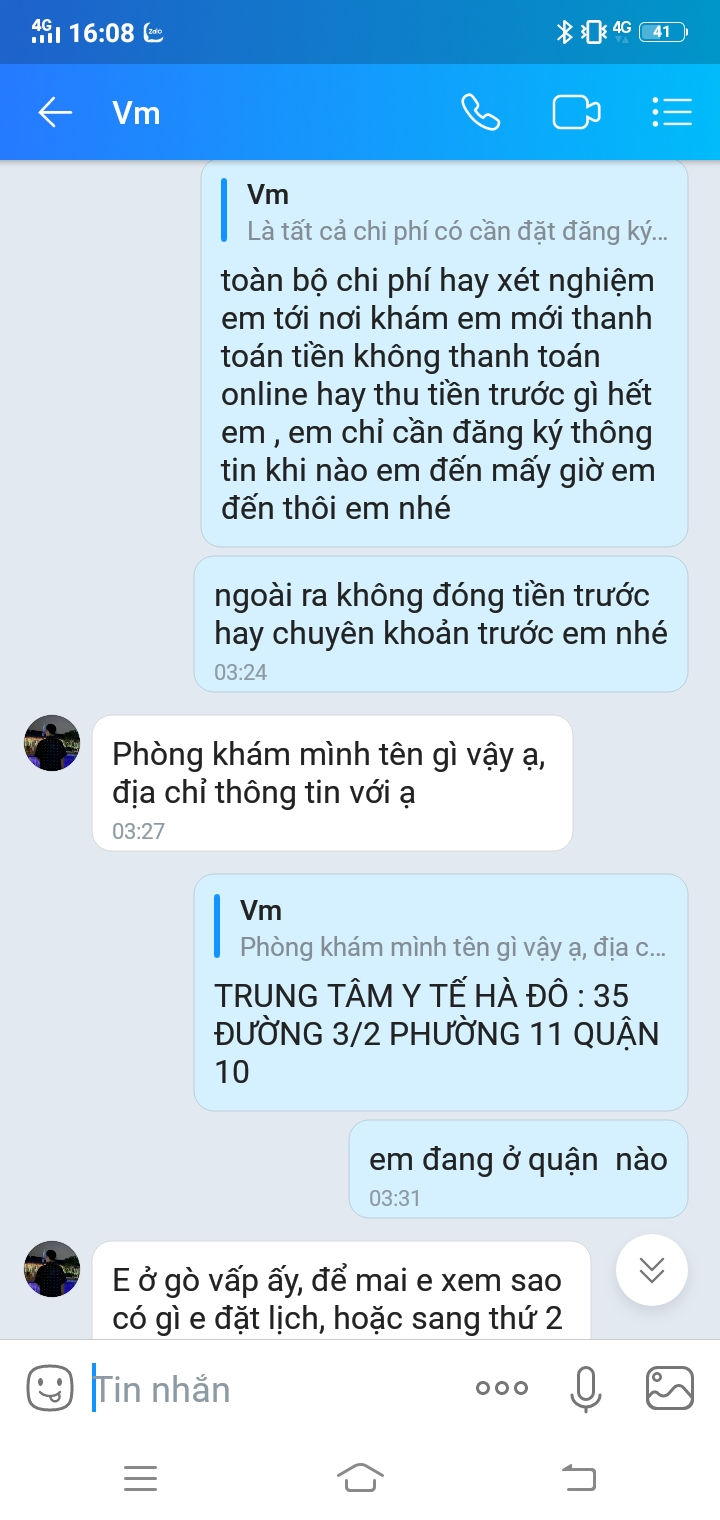 4G 16:08 Zalo 4G 41
Vm
Vm
Là tất cả chi phí có cần đặt đăng ký...
toàn bộ chi phí hay xét nghiệm
em tới nơi khám em mới thanh
toán tiền không thanh toán
online hay thu tiền trước gì hết
em , em chỉ cần đăng ký thông
tin khi nào em đến mấy giờ em
đến thôi em nhé
ngoài ra không đóng tiền trước
hay chuyên khoản trước em nhé
03:24
Phòng khám mình tên gì vậy ạ,
địa chỉ thông tin với ạ
03:27
Vm
Phòng khám mình tên gì vậy ạ, địa c...
TRUNG TÂM Y TẾ HÀ ĐÔ : 35
ĐƯỜNG 3/2 PHƯỜNG 11 QUẬN
10
em đang ở quận  nào
03:31
E ở gò vấp ấy, để mai e xem sao
có gì e đặt lịch, hoặc sang thứ 2
Tin nhắn